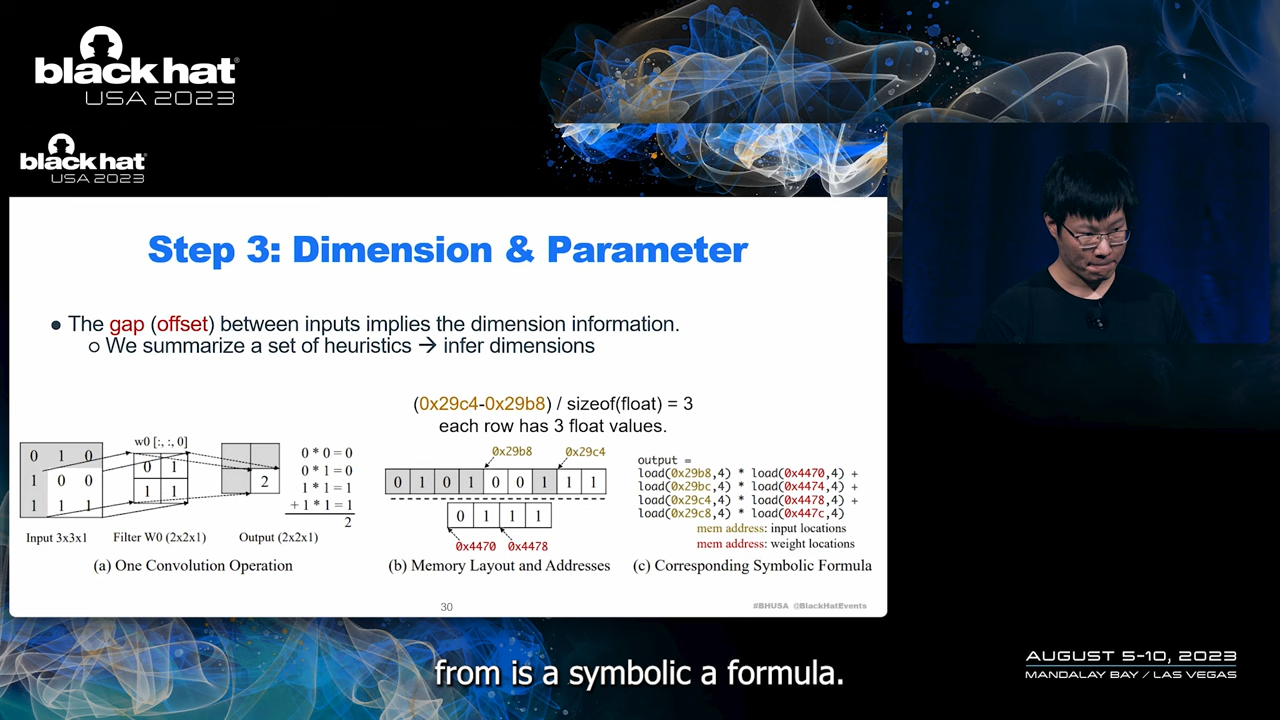 black hat®
USA 2023
black hat®
USA 2023
Step 3: Dimension & Parameter
● The gap (offset) between inputs implies the dimension information.
○ We summarize a set of heuristics → infer dimensions
(0x29c4-0x29b8) / sizeof(float) = 3
each row has 3 float values.
0 1 0
1 0 0
1 1 1
Input 3x3x1
w0 [:, :, 0]
0 1
1 1
Filter W0 (2x2x1)
2
Output (2x2x1)
0 * 0 = 0
0 * 1 = 0
1 * 1 = 1
+ 1 * 1 = 1
2
(a) One Convolution Operation
0x29b8 0x29c4
0 1 0 1 0 0 1 1 1
0 1 1 1
0x4470 0x4478
(b) Memory Layout and Addresses
output =
load(0x29b8,4) * load(0x4470,4) +
load(0x29bc,4) * load(0x4474,4) +
load(0x29c4,4) * load(0x4478,4) +
load(0x29c8,4) * load(0x447c,4)
mem address: input locations
mem address: weight locations
(c) Corresponding Symbolic Formula
30
#BHUSA @BlackHatEvents
from is a symbolic a formula.
AUGUST 5-10, 2023
MANDALAY BAY / LAS VEGAS